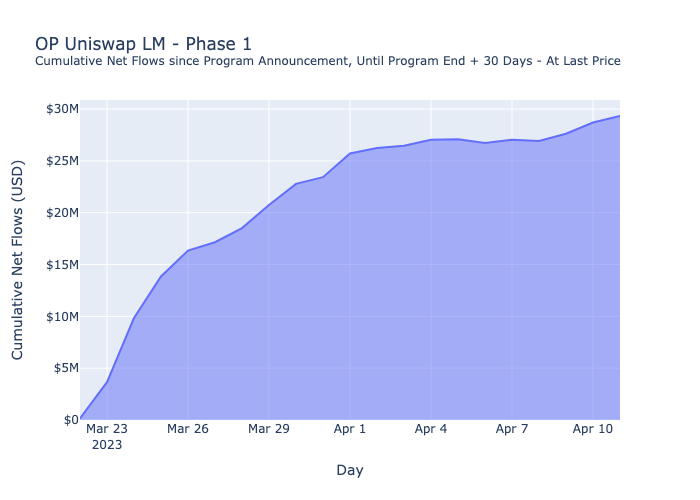 OP Uniswap LM - Phase 1
Cumulative Net Flows since Program Announcement, Until Program End + 30 Days - At Last Price
Cumulative Net Flows (USD)
$30M
$25M
$20M
$15M
$10M
$5M
$0
Mar 23 Mar 26 Mar 29 Apr 1 Apr 4 Apr 7 Apr 10
2023
Day